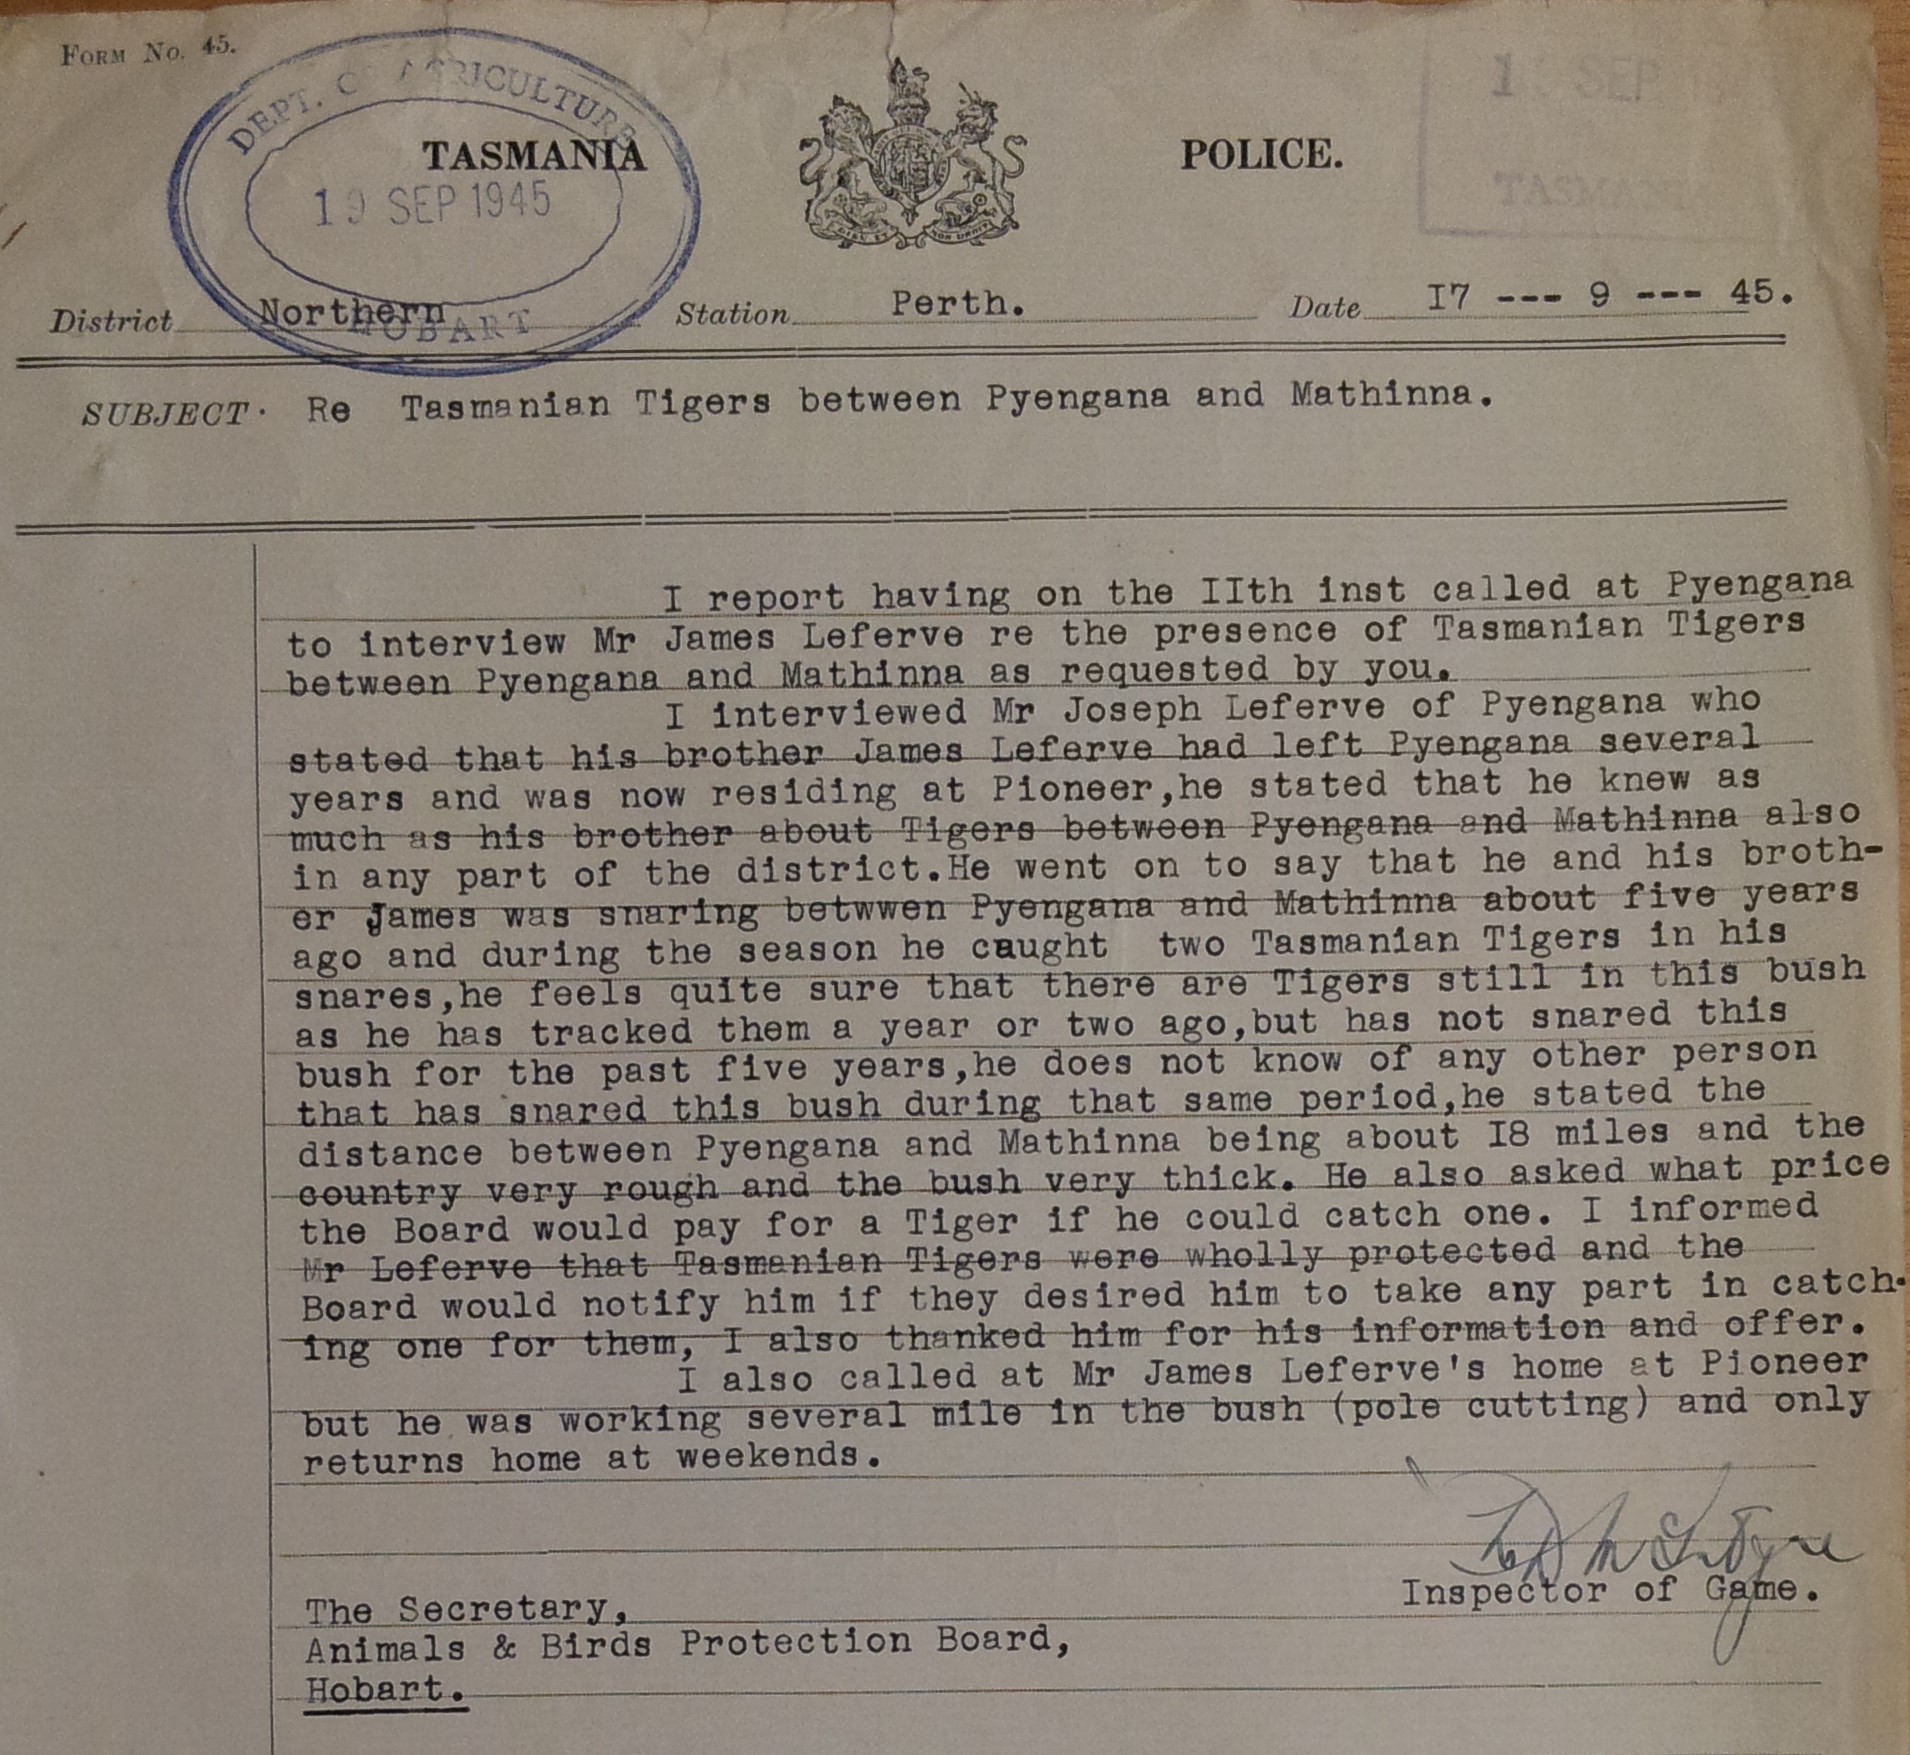 FORM No. 45.
DEPT. OF AGRICULTURE
TASMANIA
POLICE.
19 SEP 1945
HOBART
SEP
District Northern Station Perth. Date I7 --- 9 --- 45.
SUBJECT. Re Tasmanian Tigers between Pyengana and Mathinna.
I report having on the IIth inst called at Pyengana
to interview Mr James Leferve re the presence of Tasmanian Tigers
between Pyengana and Mathinna as requested by you.
I interviewed Mr Joseph Leferve of Pyengana who
stated that his brother James Leferve had left Pyengana several
years and was now residing at Pioneer,he stated that he knew as
much as his brother about Tigers between Pyengana and Mathinna also
in any part of the district.He went on to say that he and his broth-
er James was snaring betwwen Pyengana and Mathinna about five years
ago and during the season he caught two Tasmanian Tigers in his
snares,he feels quite sure that there are Tigers still in this bush
as he has tracked them a year or two ago,but has not snared this
bush for the past five years,he does not know of any other person
that has snared this bush during that same period,he stated the
distance between Pyengana and Mathinna being about I8 miles and the
country very rough and the bush very thick. He also asked what price
the Board would pay for a Tiger if he could catch one. I informed
Mr Leferve that Tasmanian Tigers were wholly protected and the
Board would notify him if they desired him to take any part in catch-
ing one for them, I also thanked him for his information and offer.
I also called at Mr James Leferve's home at Pioneer
but he was working several mile in the bush (pole cutting) and only
returns home at weekends.
Inspector of Game.
The Secretary,
Animals & Birds Protection Board,
Hobart.